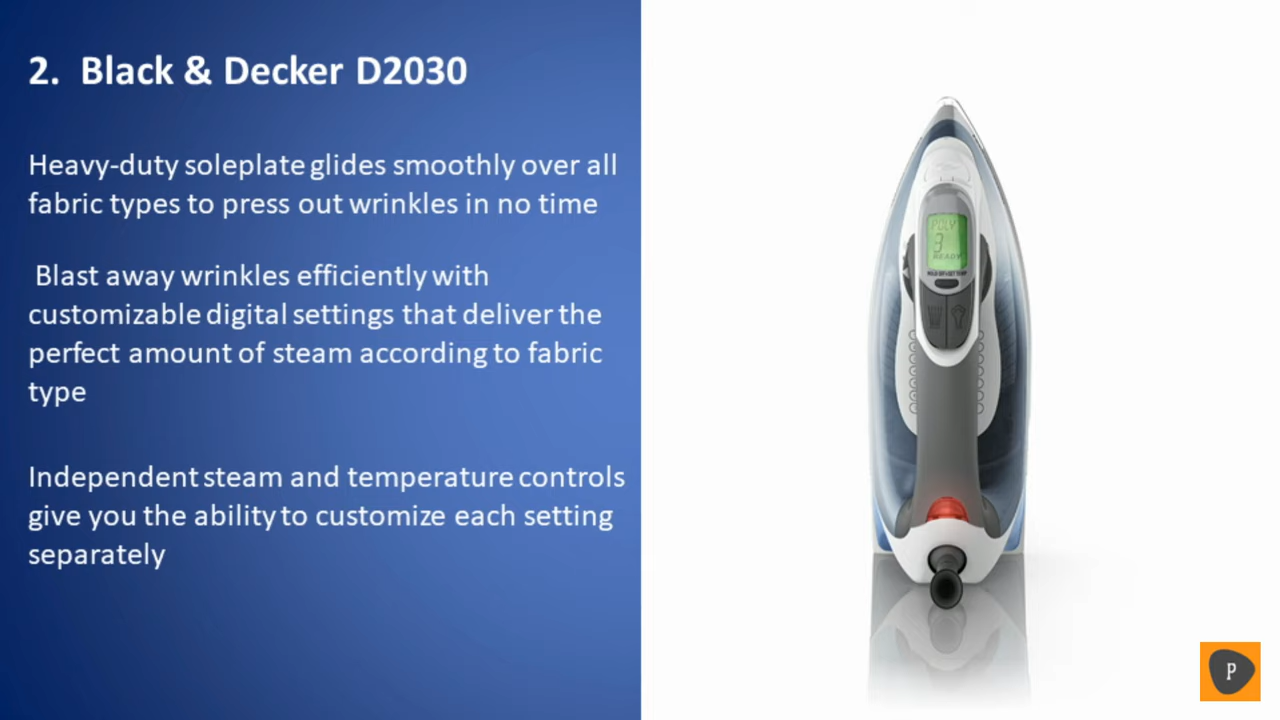 2. Black & Decker D2030
Heavy-duty soleplate glides smoothly over all
fabric types to press out wrinkles in no time
Blast away wrinkles efficiently with
customizable digital settings that deliver the
perfect amount of steam according to fabric
type
Independent steam and temperature controls
give you the ability to customize each setting
separately
POLY
3
READY
P